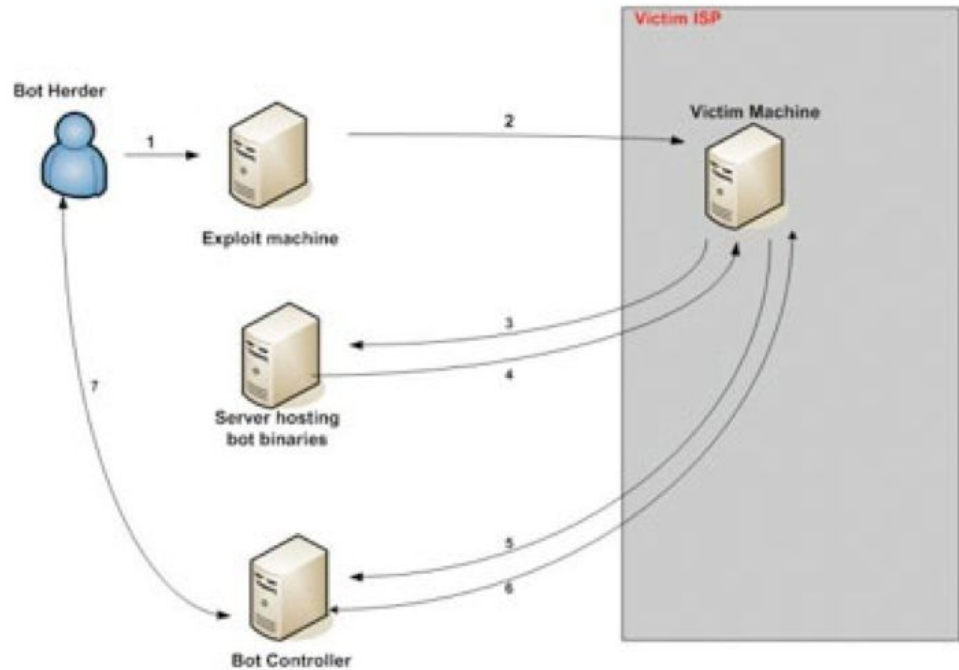 Victim ISP
Bot Herder
Victim Machine
1
2
Exploit machine
3
4
Server hosting
bot binaries
7
5
6
Bot Controller